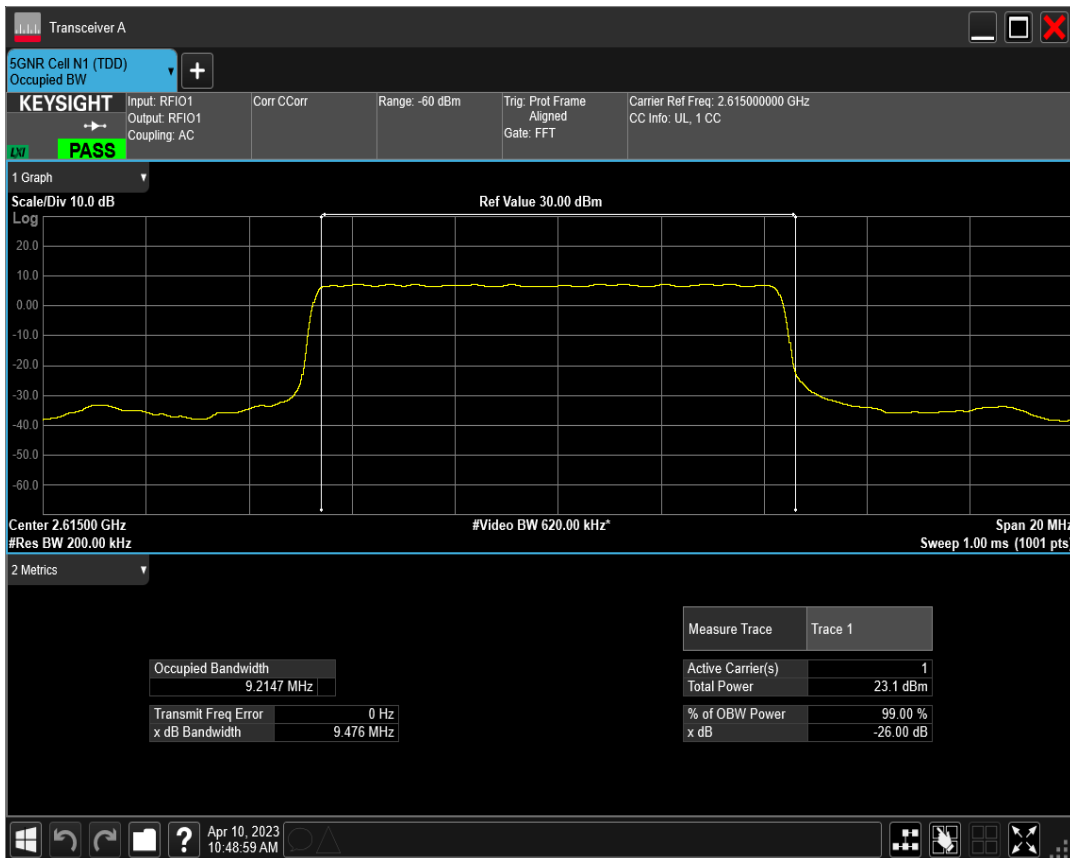 Transceiver A
5GNR Cell N1 (TDD)
Occupied BW
+
KEYSIGHT
LXI
PASS
Input: RFIO1
Output: RFIO1
Coupling: AC
Corr CCorr
Range: -60 dBm
Trig: Prot Frame
Aligned
Gate: FFT
Carrier Ref Freq: 2.615000000 GHz
CC Info: UL, 1 CC
1 Graph
Scale/Div 10.0 dB
Ref Value 30.00 dBm
Log
20.0
10.0
0.00
-10.0
-20.0
-30.0
-40.0
-50.0
-60.0
Center 2.61500 GHz
#Video BW 620.00 kHz*
Span 20 MHz
#Res BW 200.00 kHz
Sweep 1.00 ms (1001 pts)
2 Metrics
Measure Trace Trace 1
Occupied Bandwidth
9.2147 MHz
Active Carrier(s) 1
Total Power 23.1 dBm
Transmit Freq Error 0 Hz
x dB Bandwidth 9.476 MHz
% of OBW Power 99.00 %
x dB -26.00 dB
?
Apr 10, 2023
10:48:59 AM